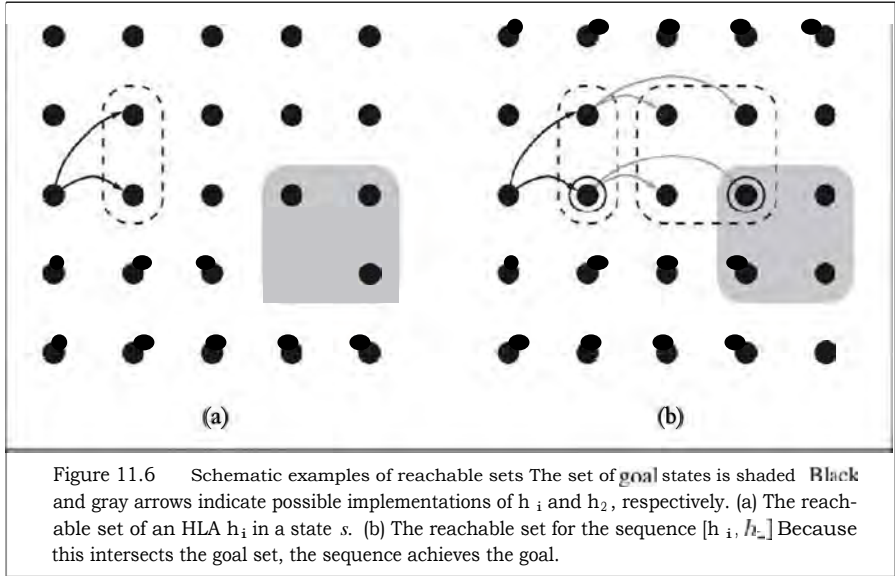 (a) (b)
Figure 11.6 Schematic examples of reachable sets The set of goal states is shaded Black
and gray arrows indicate possible implementations of h i and h2, respectively. (a) The reach-
able set of an HLA hi in a state s. (b) The reachable set for the sequence [h i, h_] Because
this intersects the goal set, the sequence achieves the goal.